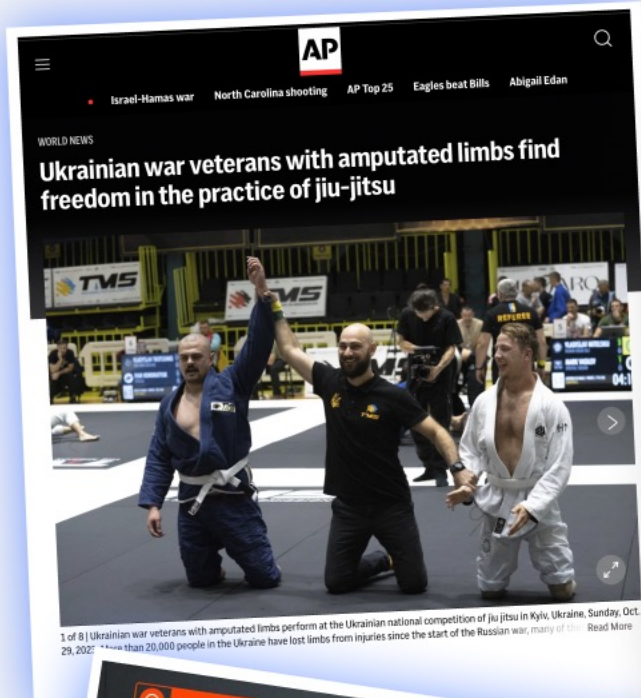 AP
Israel-Hamas war North Carolina shooting AP Top 25 Eagles beat Bills Abigail Edan
WORLD NEWS
Ukrainian war veterans with amputated limbs find
freedom in the practice of jiu-jitsu
TMS
TMS
REFEREE
TMS
1 of 8 | Ukrainian war veterans with amputated limbs perform at the Ukrainian national competition of jiu jitsu in Kyiv, Ukraine, Sunday, Oct.
29, 2023. More than 20,000 people in the Ukraine have lost limbs from injuries since the start of the Russian war, many of the Read More